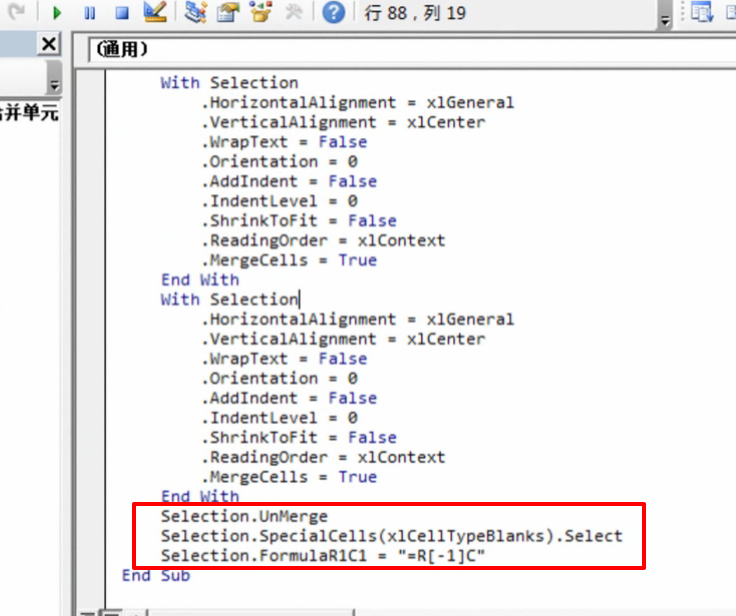 行 88 , 列 19
(通用)
并单元
With Selection
.HorizontalAlignment = xlGeneral
.VerticalAlignment = xlCenter
.WrapText = False
.Orientation = 0
.AddIndent = False
.IndentLevel = 0
.ShrinkToFit = False
.ReadingOrder = xlContext
.MergeCells = True
End With
With Selection
.HorizontalAlignment = xlGeneral
.VerticalAlignment = xlCenter
.WrapText = False
.Orientation = 0
.AddIndent = False
.IndentLevel = 0
.ShrinkToFit = False
.ReadingOrder = xlContext
.MergeCells = True
End With
Selection.UnMerge
Selection.SpecialCells(xlCellTypeBlanks).Select
Selection.FormulaR1C1 = "=R[-1]C"
End Sub